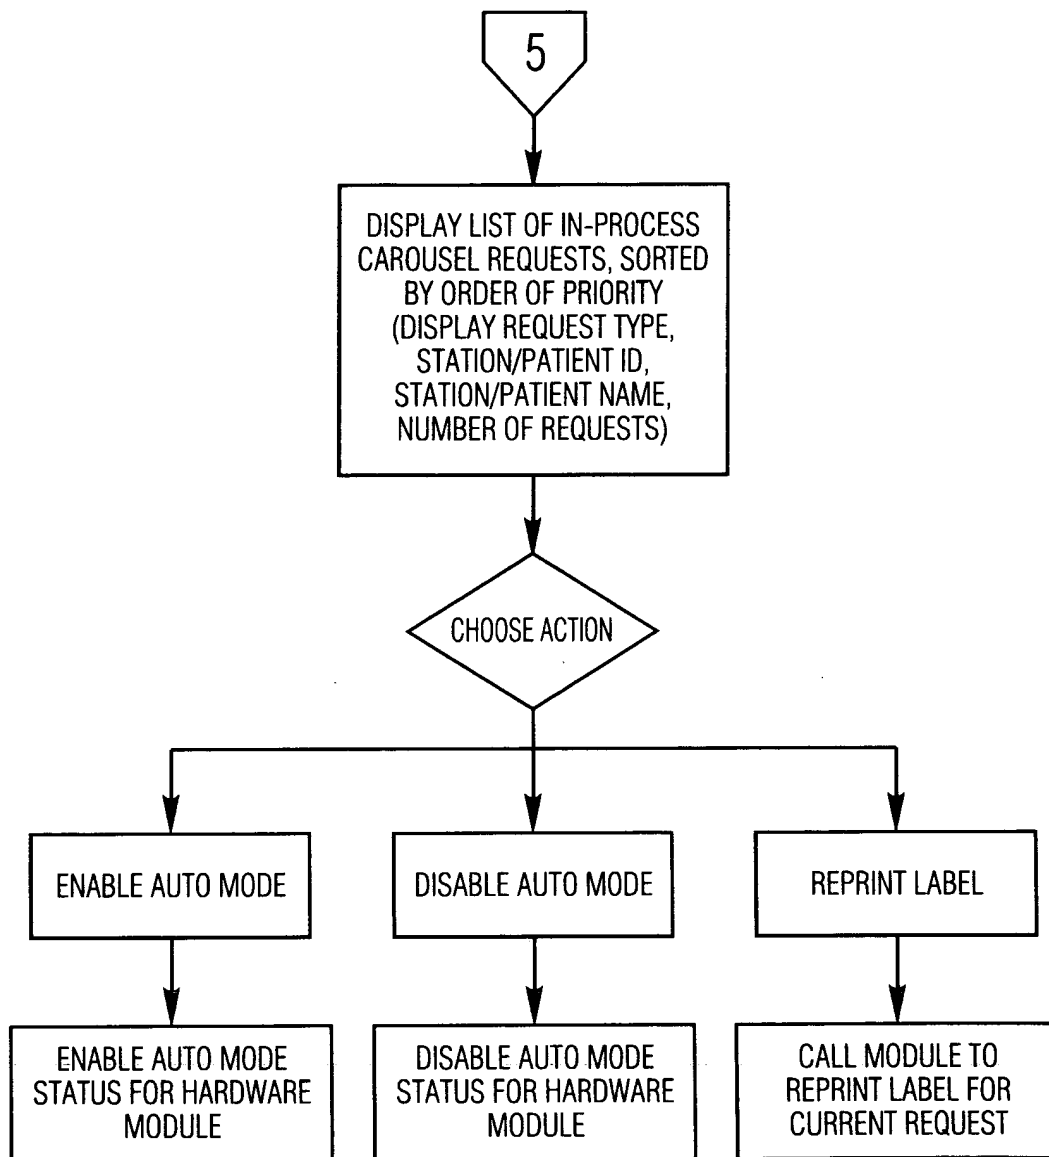 5
DISPLAY LIST OF IN-PROCESS
CAROUSEL REQUESTS, SORTED
BY ORDER OF PRIORITY
(DISPLAY REQUEST TYPE,
STATION/PATIENT ID,
STATION/PATIENT NAME,
NUMBER OF REQUESTS)
CHOOSE ACTION
ENABLE AUTO MODE
DISABLE AUTO MODE
REPRINT LABEL
ENABLE AUTO MODE
STATUS FOR HARDWARE
MODULE
DISABLE AUTO MODE
STATUS FOR HARDWARE
MODULE
CALL MODULE TO
REPRINT LABEL FOR
CURRENT REQUEST